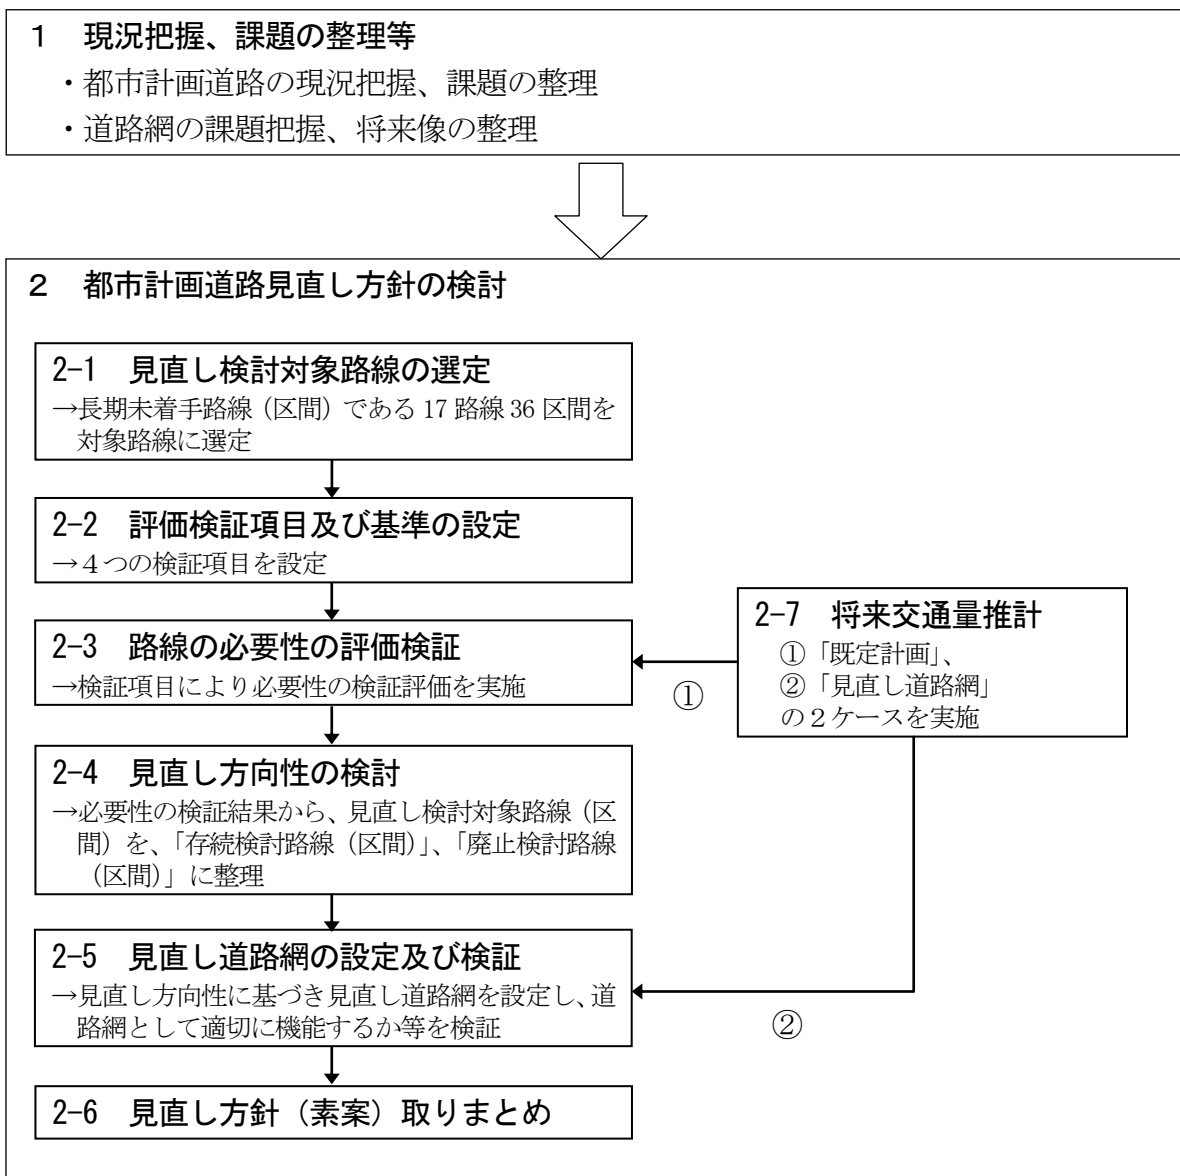 １　現況把握、課題の整理等
・都市計画道路の現況把握、課題の整理
・道路網の課題把握、将来像の整理
２　都市計画道路見直し方針の検討
2-1　見直し検討対象路線の選定
→長期未着手路線（区間）である 17 路線 36 区間を
対象路線に選定
2-2　評価検証項目及び基準の設定
→４つの検証項目を設定
2-3　路線の必要性の評価検証
→検証項目により必要性の検証評価を実施
2-7　将来交通量推計
①「既定計画」、
②「見直し道路網」
の２ケースを実施
①
2-4　見直し方向性の検討
→必要性の検証結果から、見直し検討対象路線（区
間）を、「存続検討路線（区間）」、「廃止検討路線
（区間）」に整理
2-5　見直し道路網の設定及び検証
→見直し方向性に基づき見直し道路網を設定し、道
路網として適切に機能するか等を検証
②
2-6　見直し方針（素案）取りまとめ